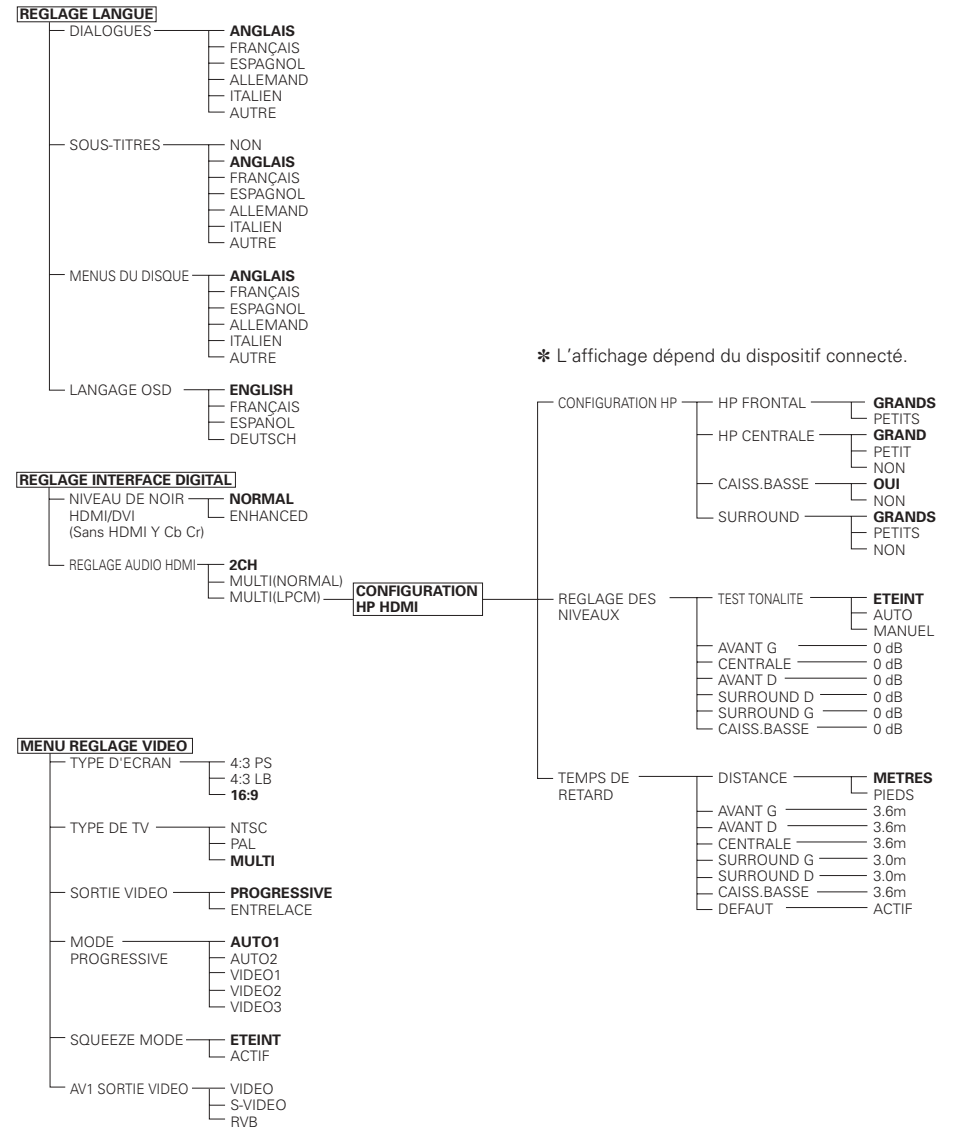 REGLAGE LANGUE
DIALOGUES
ANGLAIS
FRANÇAIS
ESPAGNOL
ALLEMAND
ITALIEN
AUTRE
SOUS-TITRES
NON
ANGLAIS
FRANÇAIS
ESPAGNOL
ALLEMAND
ITALIEN
AUTRE
MENUS DU DISQUE
ANGLAIS
FRANÇAIS
ESPAGNOL
ALLEMAND
ITALIEN
AUTRE
LANGAGE OSD
ENGLISH
FRANÇAIS
ESPAÑOL
DEUTSCH
REGLAGE INTERFACE DIGITAL
NIVEAU DE NOIR
HDMI/DVI
(Sans HDMI Y Cb Cr)
NORMAL
ENHANCED
REGLAGE AUDIO HDMI
2CH
MULTI(NORMAL)
MULTI(LPCM)
CONFIGURATION
HP HDMI
✻ L'affichage dépend du dispositif connecté.
CONFIGURATION HP
HP FRONTAL
GRANDS
PETITS
HP CENTRALE
GRAND
PETIT
NON
CAISS.BASSE
OUI
NON
SURROUND
GRANDS
PETITS
NON
REGLAGE DES
NIVEAUX
TEST TONALITE
ETEINT
AUTO
MANUEL
AVANT G 0 dB
CENTRALE 0 dB
AVANT D 0 dB
SURROUND D 0 dB
SURROUND G 0 dB
CAISS.BASSE 0 dB
TEMPS DE
RETARD
DISTANCE
METRES
PIEDS
AVANT G 3.6m
AVANT D 3.6m
CENTRALE 3.6m
SURROUND G 3.0m
SURROUND D 3.0m
CAISS.BASSE 3.6m
DEFAUT ACTIF
MENU REGLAGE VIDEO
TYPE D'ECRAN
4:3 PS
4:3 LB
16:9
TYPE DE TV
NTSC
PAL
MULTI
SORTIE VIDEO
PROGRESSIVE
ENTRELACE
MODE
PROGRESSIVE
AUTO1
AUTO2
VIDEO1
VIDEO2
VIDEO3
SQUEEZE MODE
ETEINT
ACTIF
AV1 SORTIE VIDEO
VIDEO
S-VIDEO
RVB